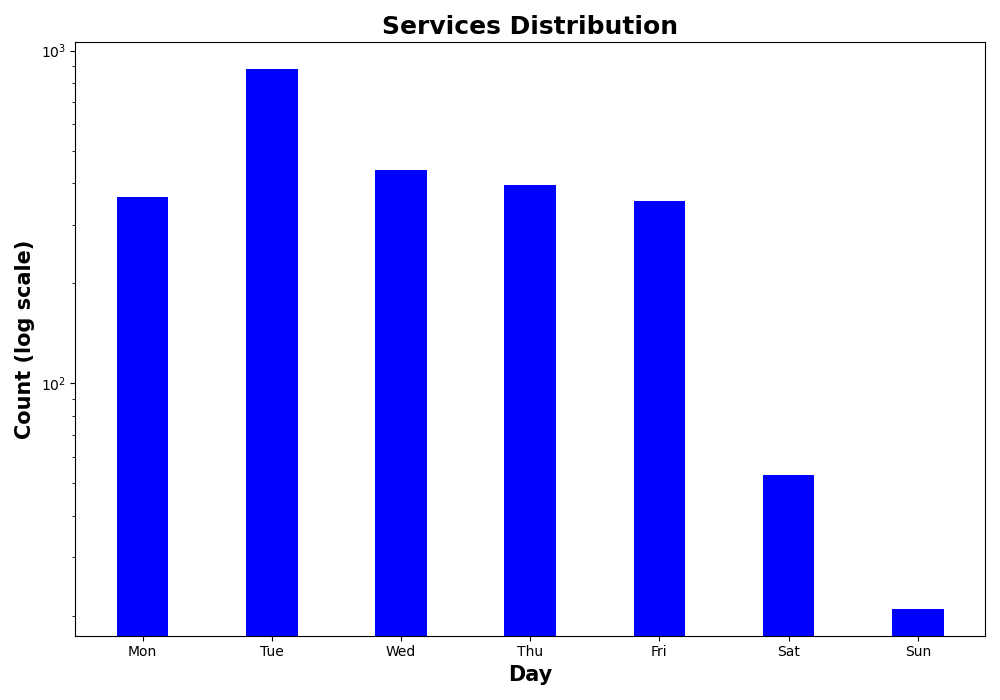 Services Distribution
10³
10²
Count (log scale)
Mon Tue Wed Thu Fri Sat Sun
Day